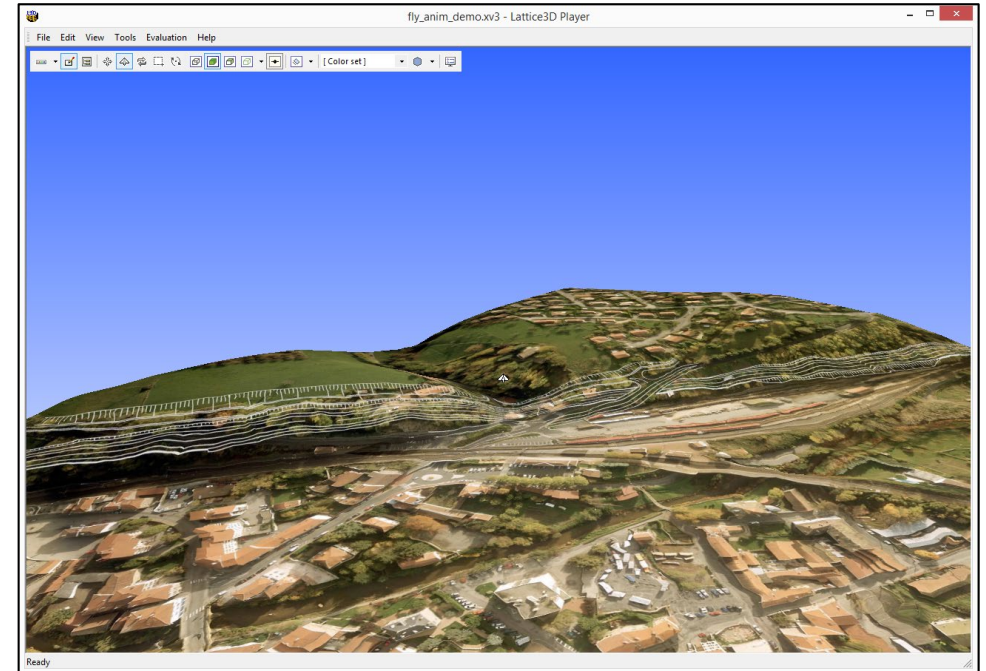 fly_anim_demo.xv3 - Lattice3D Player
File Edit View Tools Evaluation Help
[ Color set ]
Ready